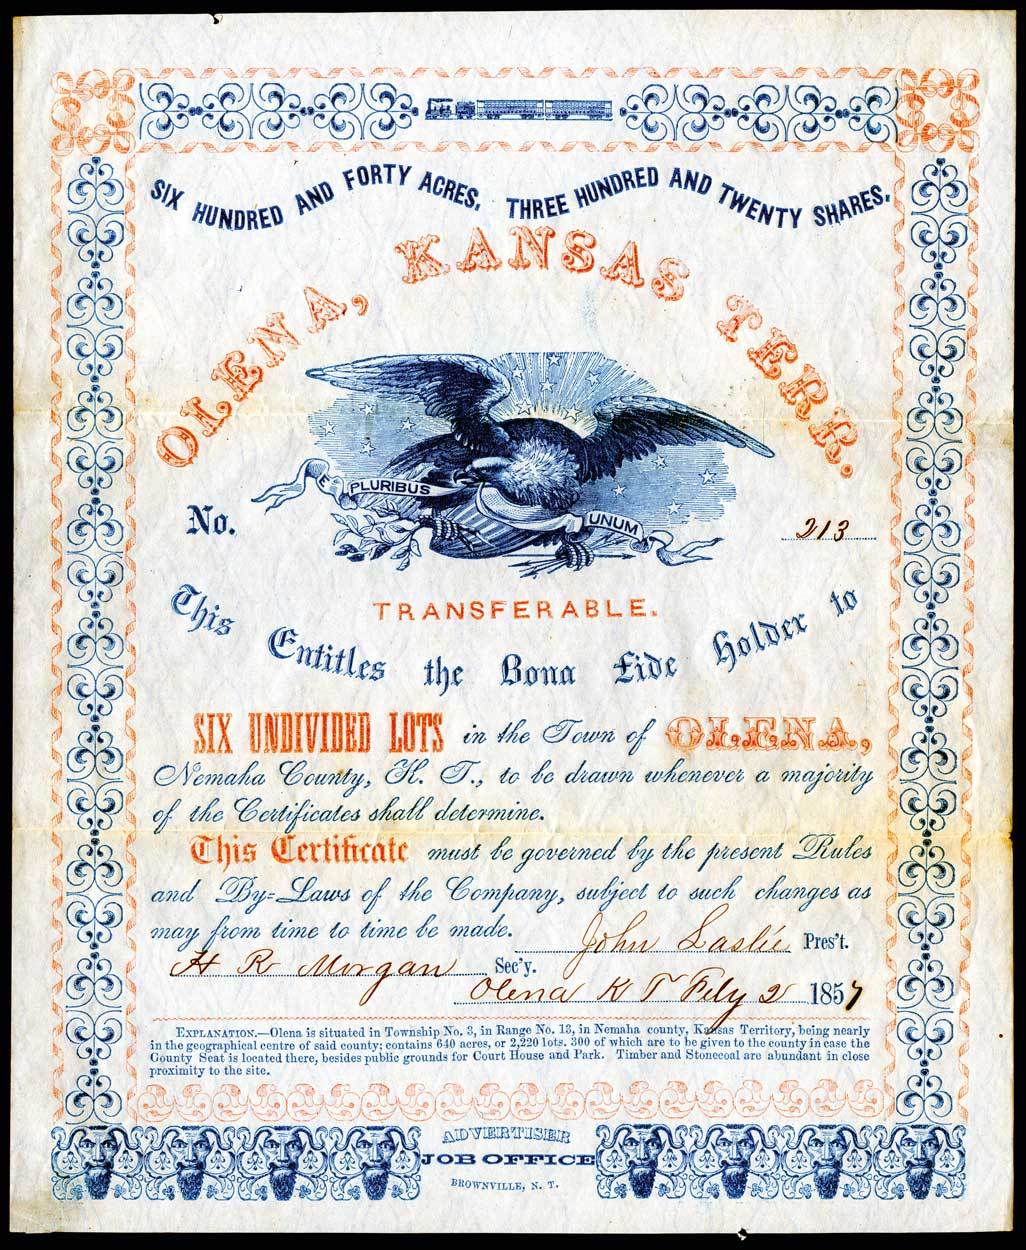 SIX HUNDRED AND FORTY ACRES. THREE HUNDRED AND TWENTY SHARES.
OLENA, KANSAS TERR.
E PLURIBUS UNUM
No. 213
TRANSFERABLE.
This Entitles the Bona Fide Holder to
SIX UNDIVIDED LOTS in the Town of OLENA,
Nemaha County, K. T., to be drawn whenever a majority
of the Certificates shall determine.
This Certificate must be governed by the present Rules
and By-Laws of the Company, subject to such changes as
may from time to time be made. John Laslie Pres't.
H R Morgan Sec'y.
Olena K T Feby 2 1857
EXPLANATION.—Olena is situated in Township No. 3, in Range No. 13, in Nemaha county, Kansas Territory, being nearly
in the geographical centre of said county; contains 640 acres, or 2,220 lots. 300 of which are to be given to the county in case the
County Seat is located there, besides public grounds for Court House and Park. Timber and Stonecoal are abundant in close
proximity to the site.
ADVERTISER
JOB OFFICE
BROWNVILLE, N. T.